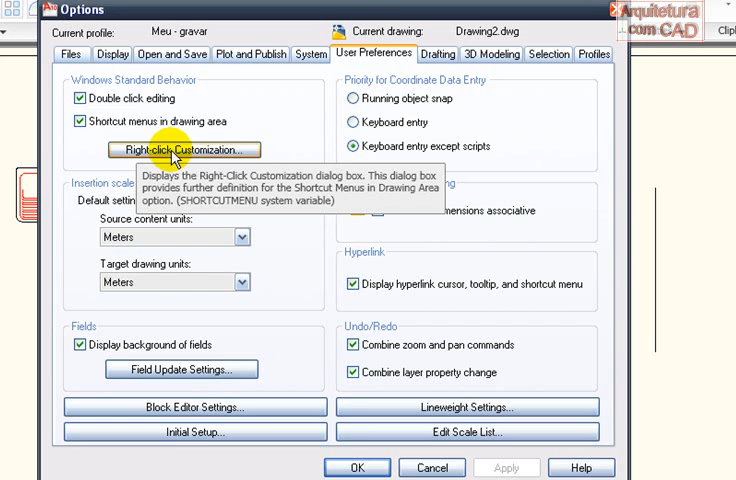 Options
Arquitetura
com CAD
Current profile:
Meu - gravar
Current drawing:
Drawing2.dwg
Clip
Files
Display
Open and Save
Plot and Publish
System
User Preferences
Drafting
3D Modeling
Selection
Profiles
Windows Standard Behavior
Double click editing
Shortcut menus in drawing area
Right-click Customization...
Displays the Right-Click Customization dialog box. This dialog box
provides further definition for the Shortcut Menus in Drawing Area
option. (SHORTCUTMENU system variable)
Insertion scale
Default settin
Source content units:
Meters
Target drawing units:
Meters
Fields
Display background of fields
Field Update Settings...
Block Editor Settings...
Initial Setup...
Priority for Coordinate Data Entry
Running object snap
Keyboard entry
Keyboard entry except scripts
mensions associative
Hyperlink
Display hyperlink cursor, tooltip, and shortcut menu
Undo/Redo
Combine zoom and pan commands
Combine layer property change
Lineweight Settings...
Edit Scale List...
OK
Cancel
Apply
Help